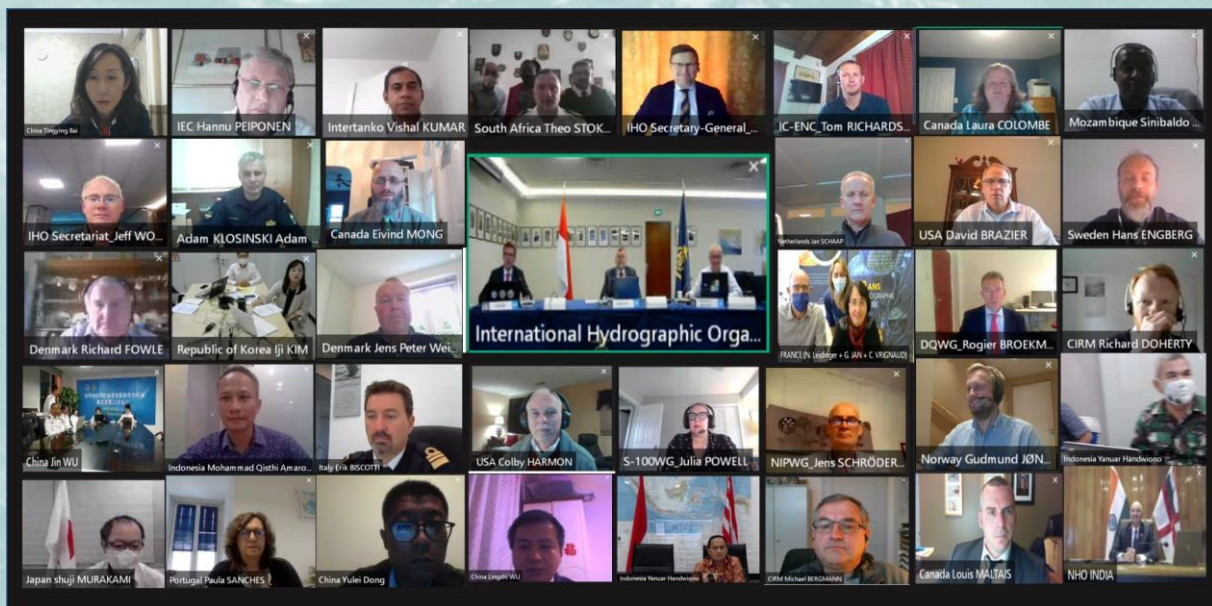 China Tingying Bai
IEC Hannu PEIPONEN
Intertanko Vishal KUMAR
South Africa Theo STOK...
IHO Secretary-General_...
IC-ENC_Tom RICHARDS...
Canada Laura COLOMBE
Mozambique Sinibaldo ...
IHO Secretariat_Jeff WO...
Adam KLOSINSKI Adam ...
Canada Eivind MONG
International Hydrographic Orga...
Netherlands Jan SCHAAP
USA David BRAZIER
Sweden Hans ENGBERG
Denmark Richard FOWLE
Republic of Korea Iji KIM
Denmark Jens Peter Wei...
FRANCE (N. Leidinger + G. JAN + C. VRIGNAUD)
DQWG_Rogier BROEKM...
CIRM Richard DOHERTY
China Jin WU
Indonesia Mohammad Qisthi Amaro...
Italy Erik BISCOTTI
USA Colby HARMON
S-100WG_Julia POWELL
NIPWG_Jens SCHRÖDER...
Norway Gudmund JØN...
Indonesia Yanuar Handwiono
Japan shuji MURAKAMI
Portugal Paula SANCHES
China Yulei Dong
China Lingzhi WU
Indonesia Yanuar Handwiono
CIRM Michael BERGMANN
Canada Louis MALTAIS
NHO INDIA